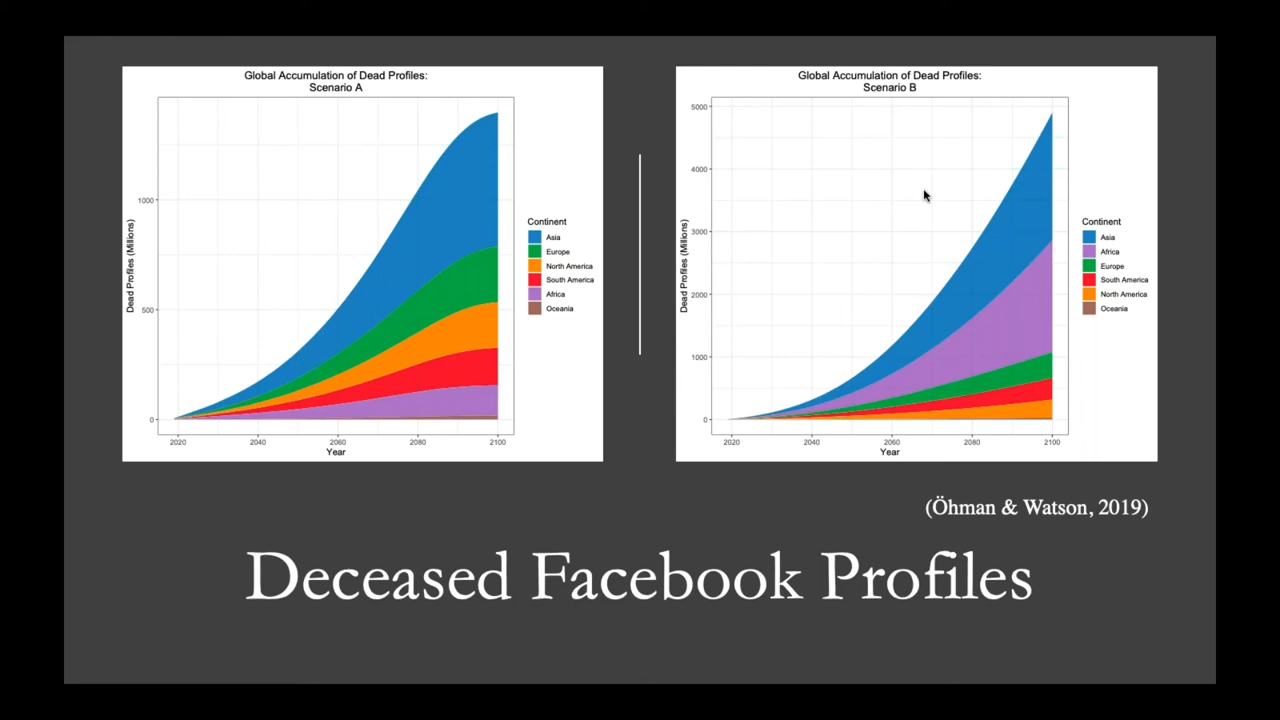 Global Accumulation of Dead Profiles:
Scenario A
Dead Profiles (Millions)
1000
500
0
2020 2040 2060 2080 2100
Year
Continent
Asia
Europe
North America
South America
Africa
Oceania
Global Accumulation of Dead Profiles:
Scenario B
Dead Profiles (Millions)
5000
4000
3000
2000
1000
0
2020 2040 2060 2080 2100
Year
Continent
Asia
Africa
Europe
South America
North America
Oceania
(Öhman & Watson, 2019)
Deceased Facebook Profiles